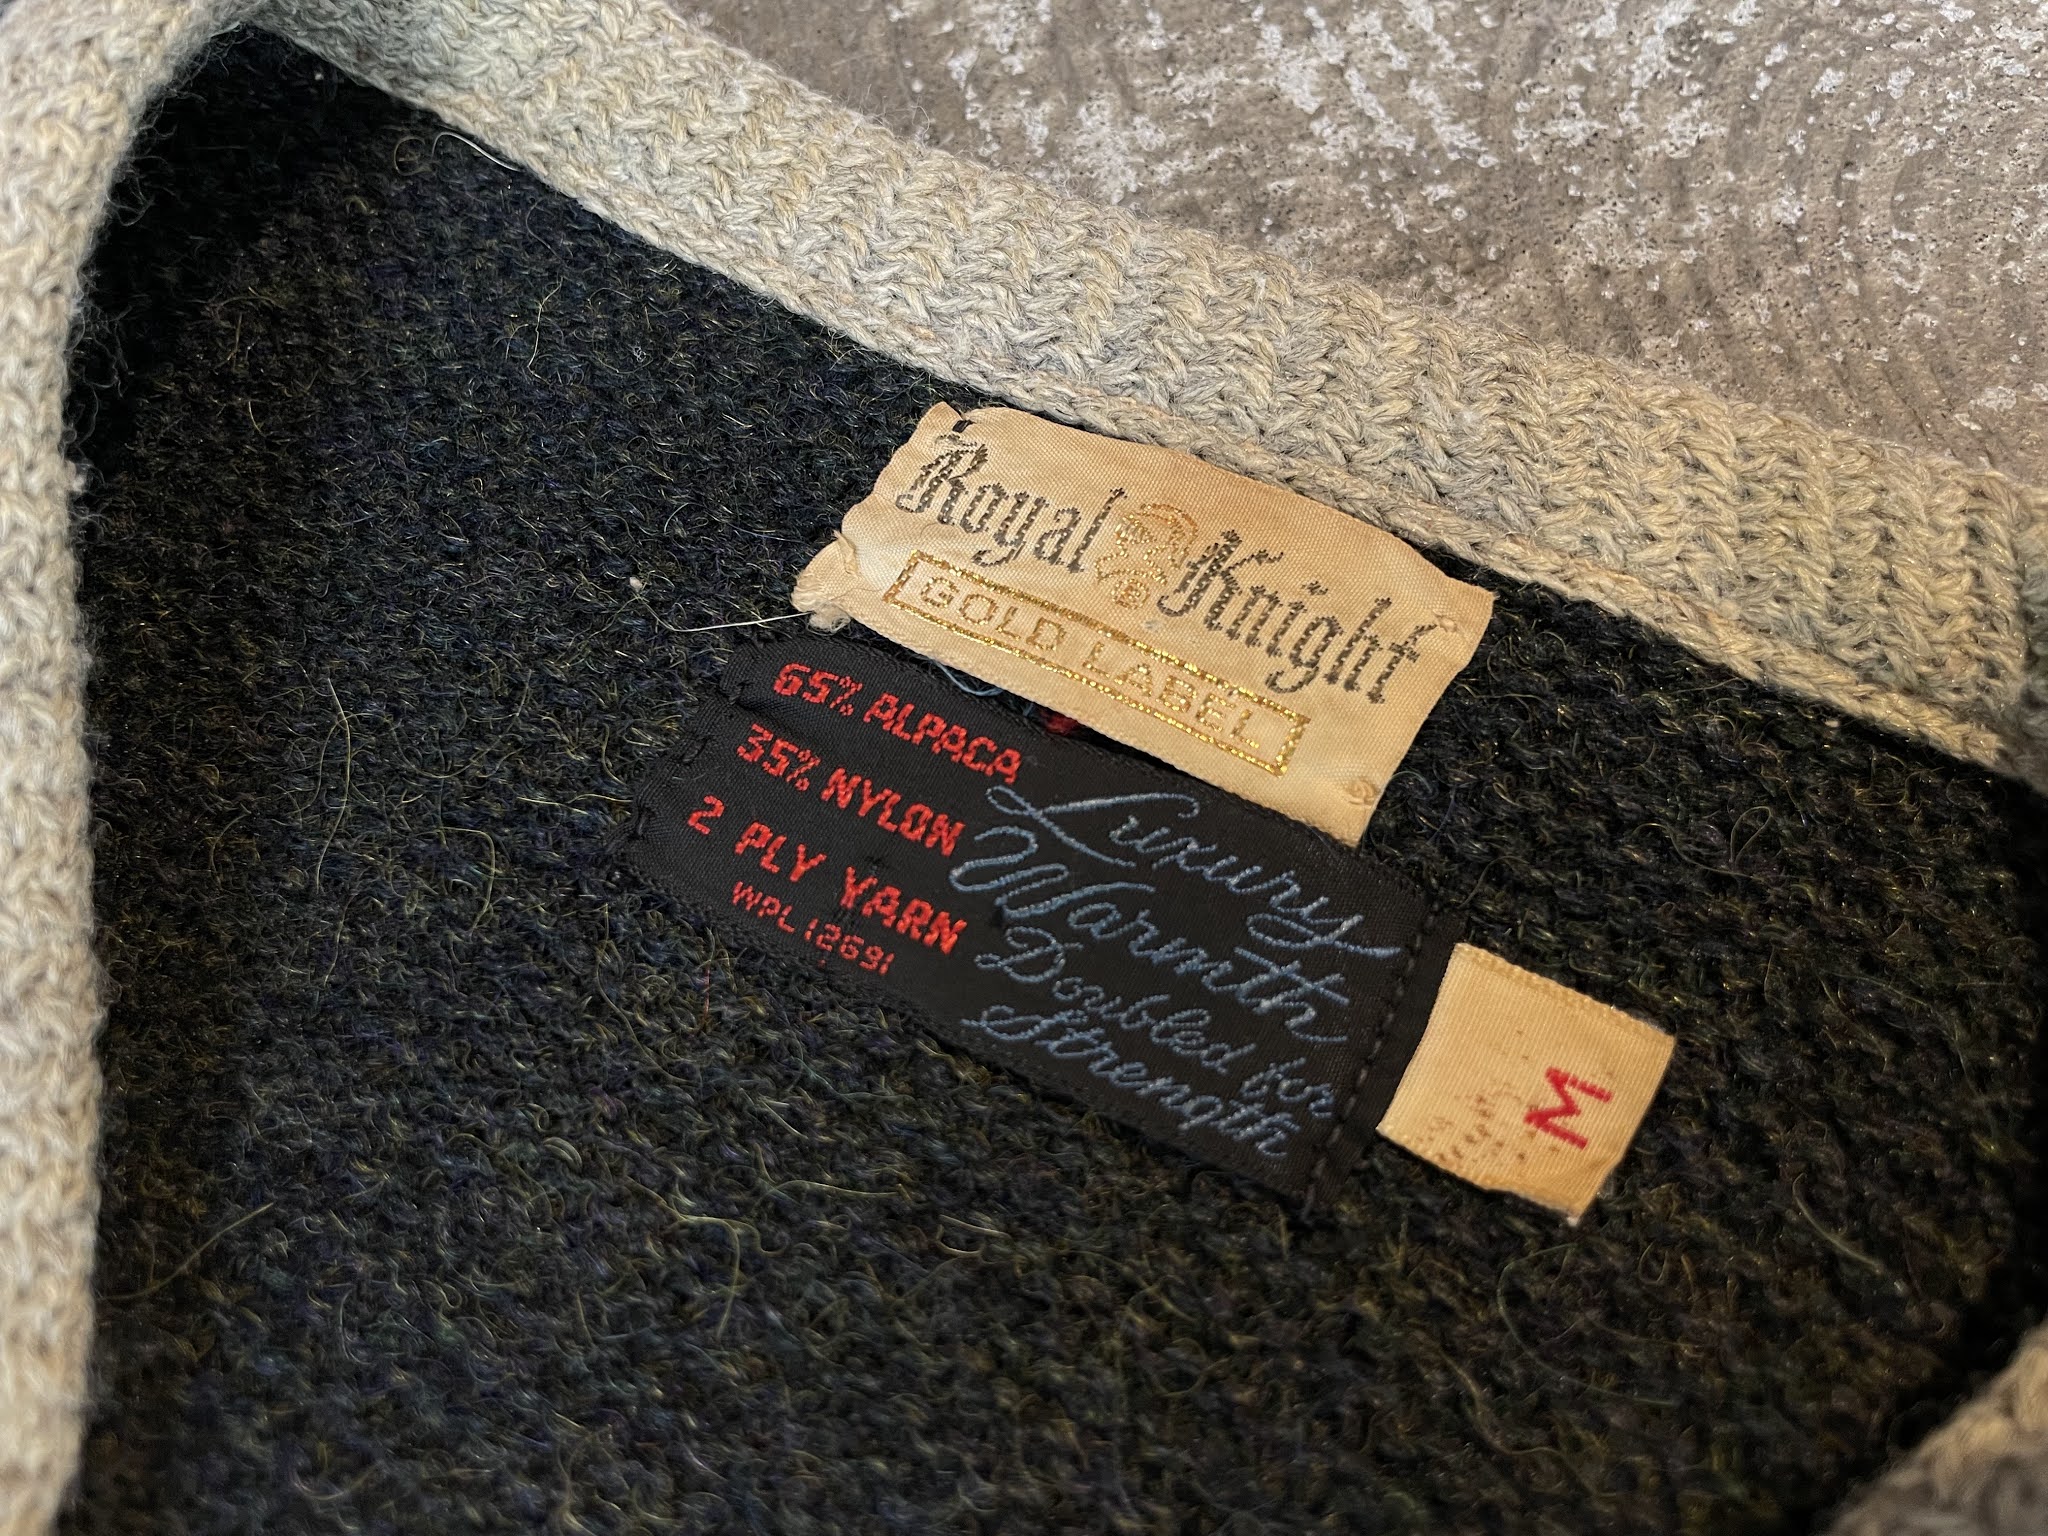 Royal Knight
®
GOLD LABEL
65% ALPACA
35% NYLON
2 PLY YARN
WPL 12691
Luxury
Warmth
Doubled for
Strength
M